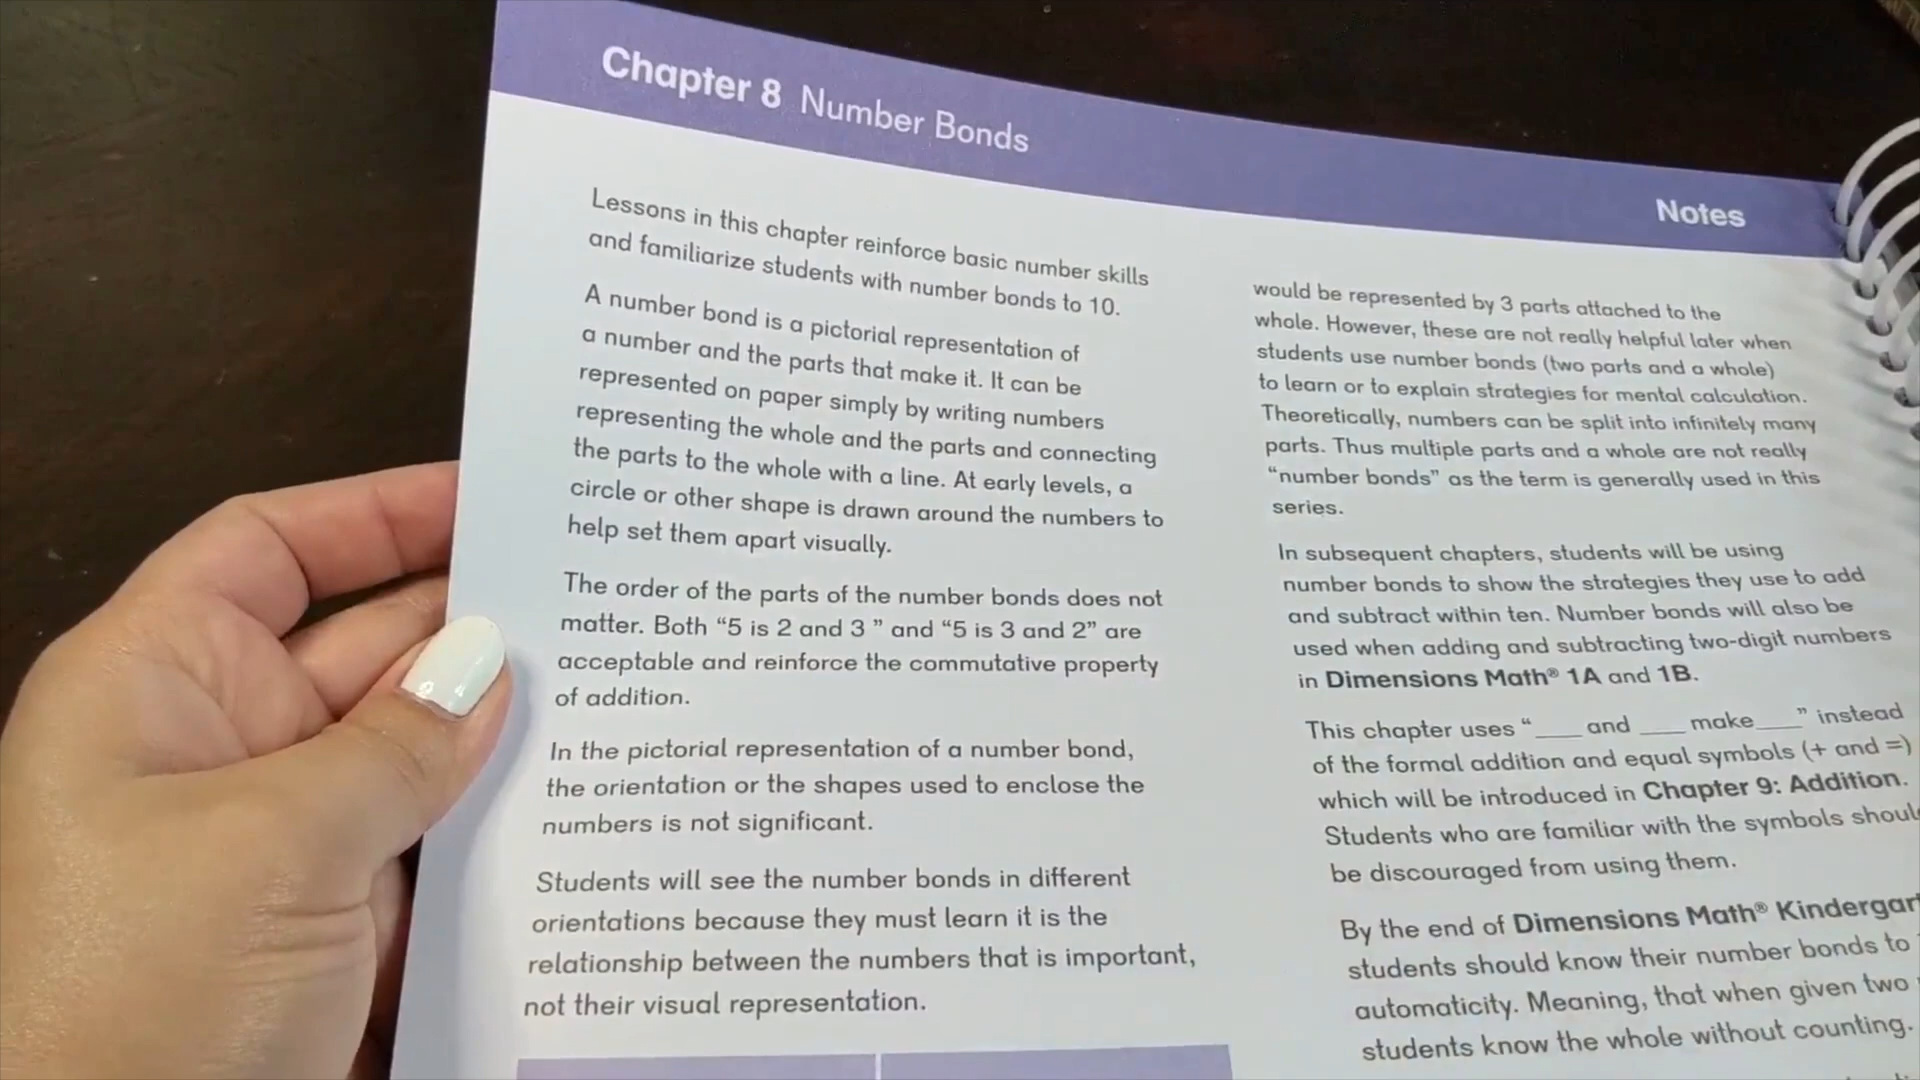 Chapter 8 Number Bonds
Notes
Lessons in this chapter reinforce basic number skills
and familiarize students with number bonds to 10.
A number bond is a pictorial representation of
a number and the parts that make it. It can be
represented on paper simply by writing numbers
representing the whole and the parts and connecting
the parts to the whole with a line. At early levels, a
circle or other shape is drawn around the numbers to
help set them apart visually.
The order of the parts of the number bonds does not
matter. Both “5 is 2 and 3 ” and “5 is 3 and 2” are
acceptable and reinforce the commutative property
of addition.
In the pictorial representation of a number bond,
the orientation or the shapes used to enclose the
numbers is not significant.
Students will see the number bonds in different
orientations because they must learn it is the
relationship between the numbers that is important,
not their visual representation.
would be represented by 3 parts attached to the
whole. However, these are not really helpful later when
students use number bonds (two parts and a whole)
to learn or to explain strategies for mental calculation.
Theoretically, numbers can be split into infinitely many
parts. Thus multiple parts and a whole are not really
“number bonds” as the term is generally used in this
series.
In subsequent chapters, students will be using
number bonds to show the strategies they use to add
and subtract within ten. Number bonds will also be
used when adding and subtracting two-digit numbers
in Dimensions Math® 1A and 1B.
This chapter uses “___ and ___ make___” instead
of the formal addition and equal symbols (+ and =)
which will be introduced in Chapter 9: Addition.
Students who are familiar with the symbols shoul
be discouraged from using them.
By the end of Dimensions Math® Kindergar
students should know their number bonds to
automaticity. Meaning, that when given two
students know the whole without counting.